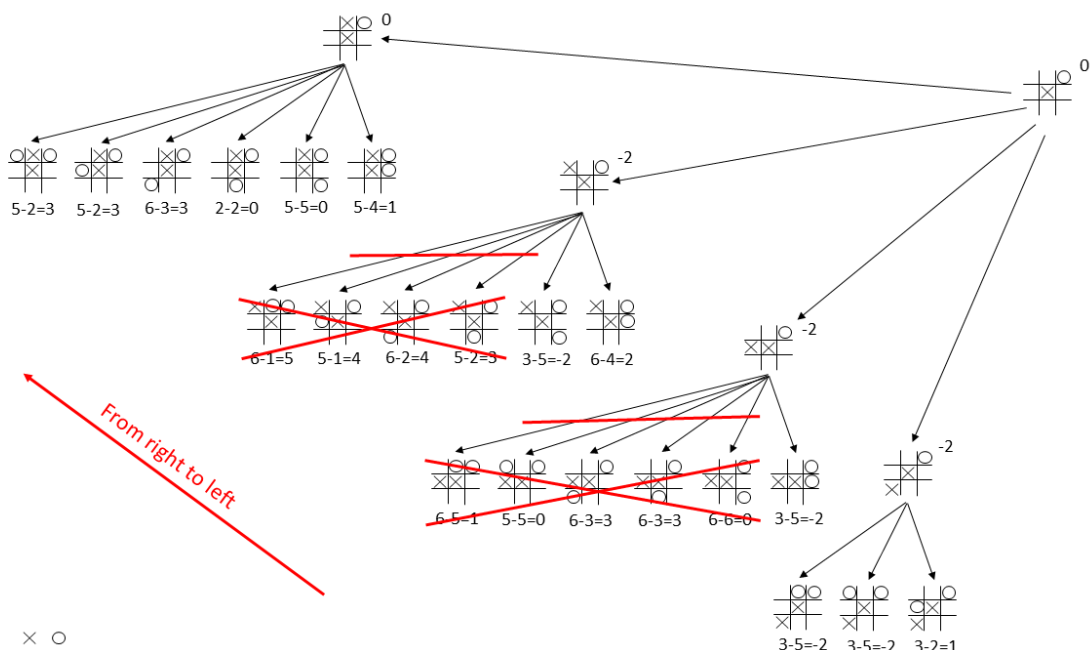 0
0
5-2=3 5-2=3 6-3=3 2-2=0 5-5=0 5-4=1
-2
6-1=5 5-1=4 6-2=4 5-2=3 3-5=-2 6-4=2
-2
From right to left
6-5=1 5-5=0 6-3=3 6-3=3 6-6=0 3-5=-2
-2
3-5=-2 3-5=-2 3-2=1